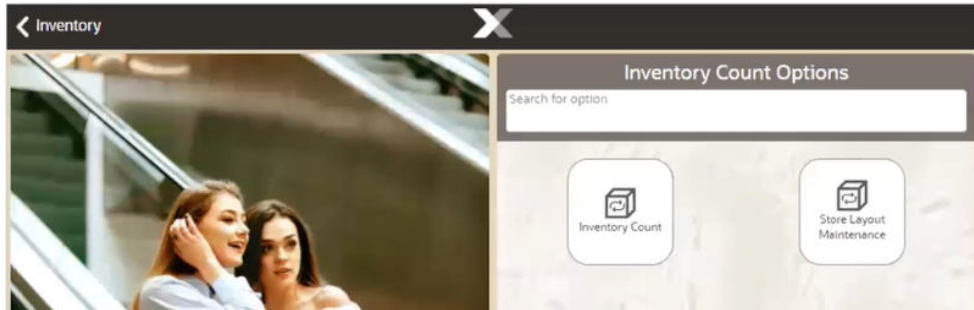 Inventory
Inventory Count Options
Search for option
Inventory Count
Store Layout
Maintenance